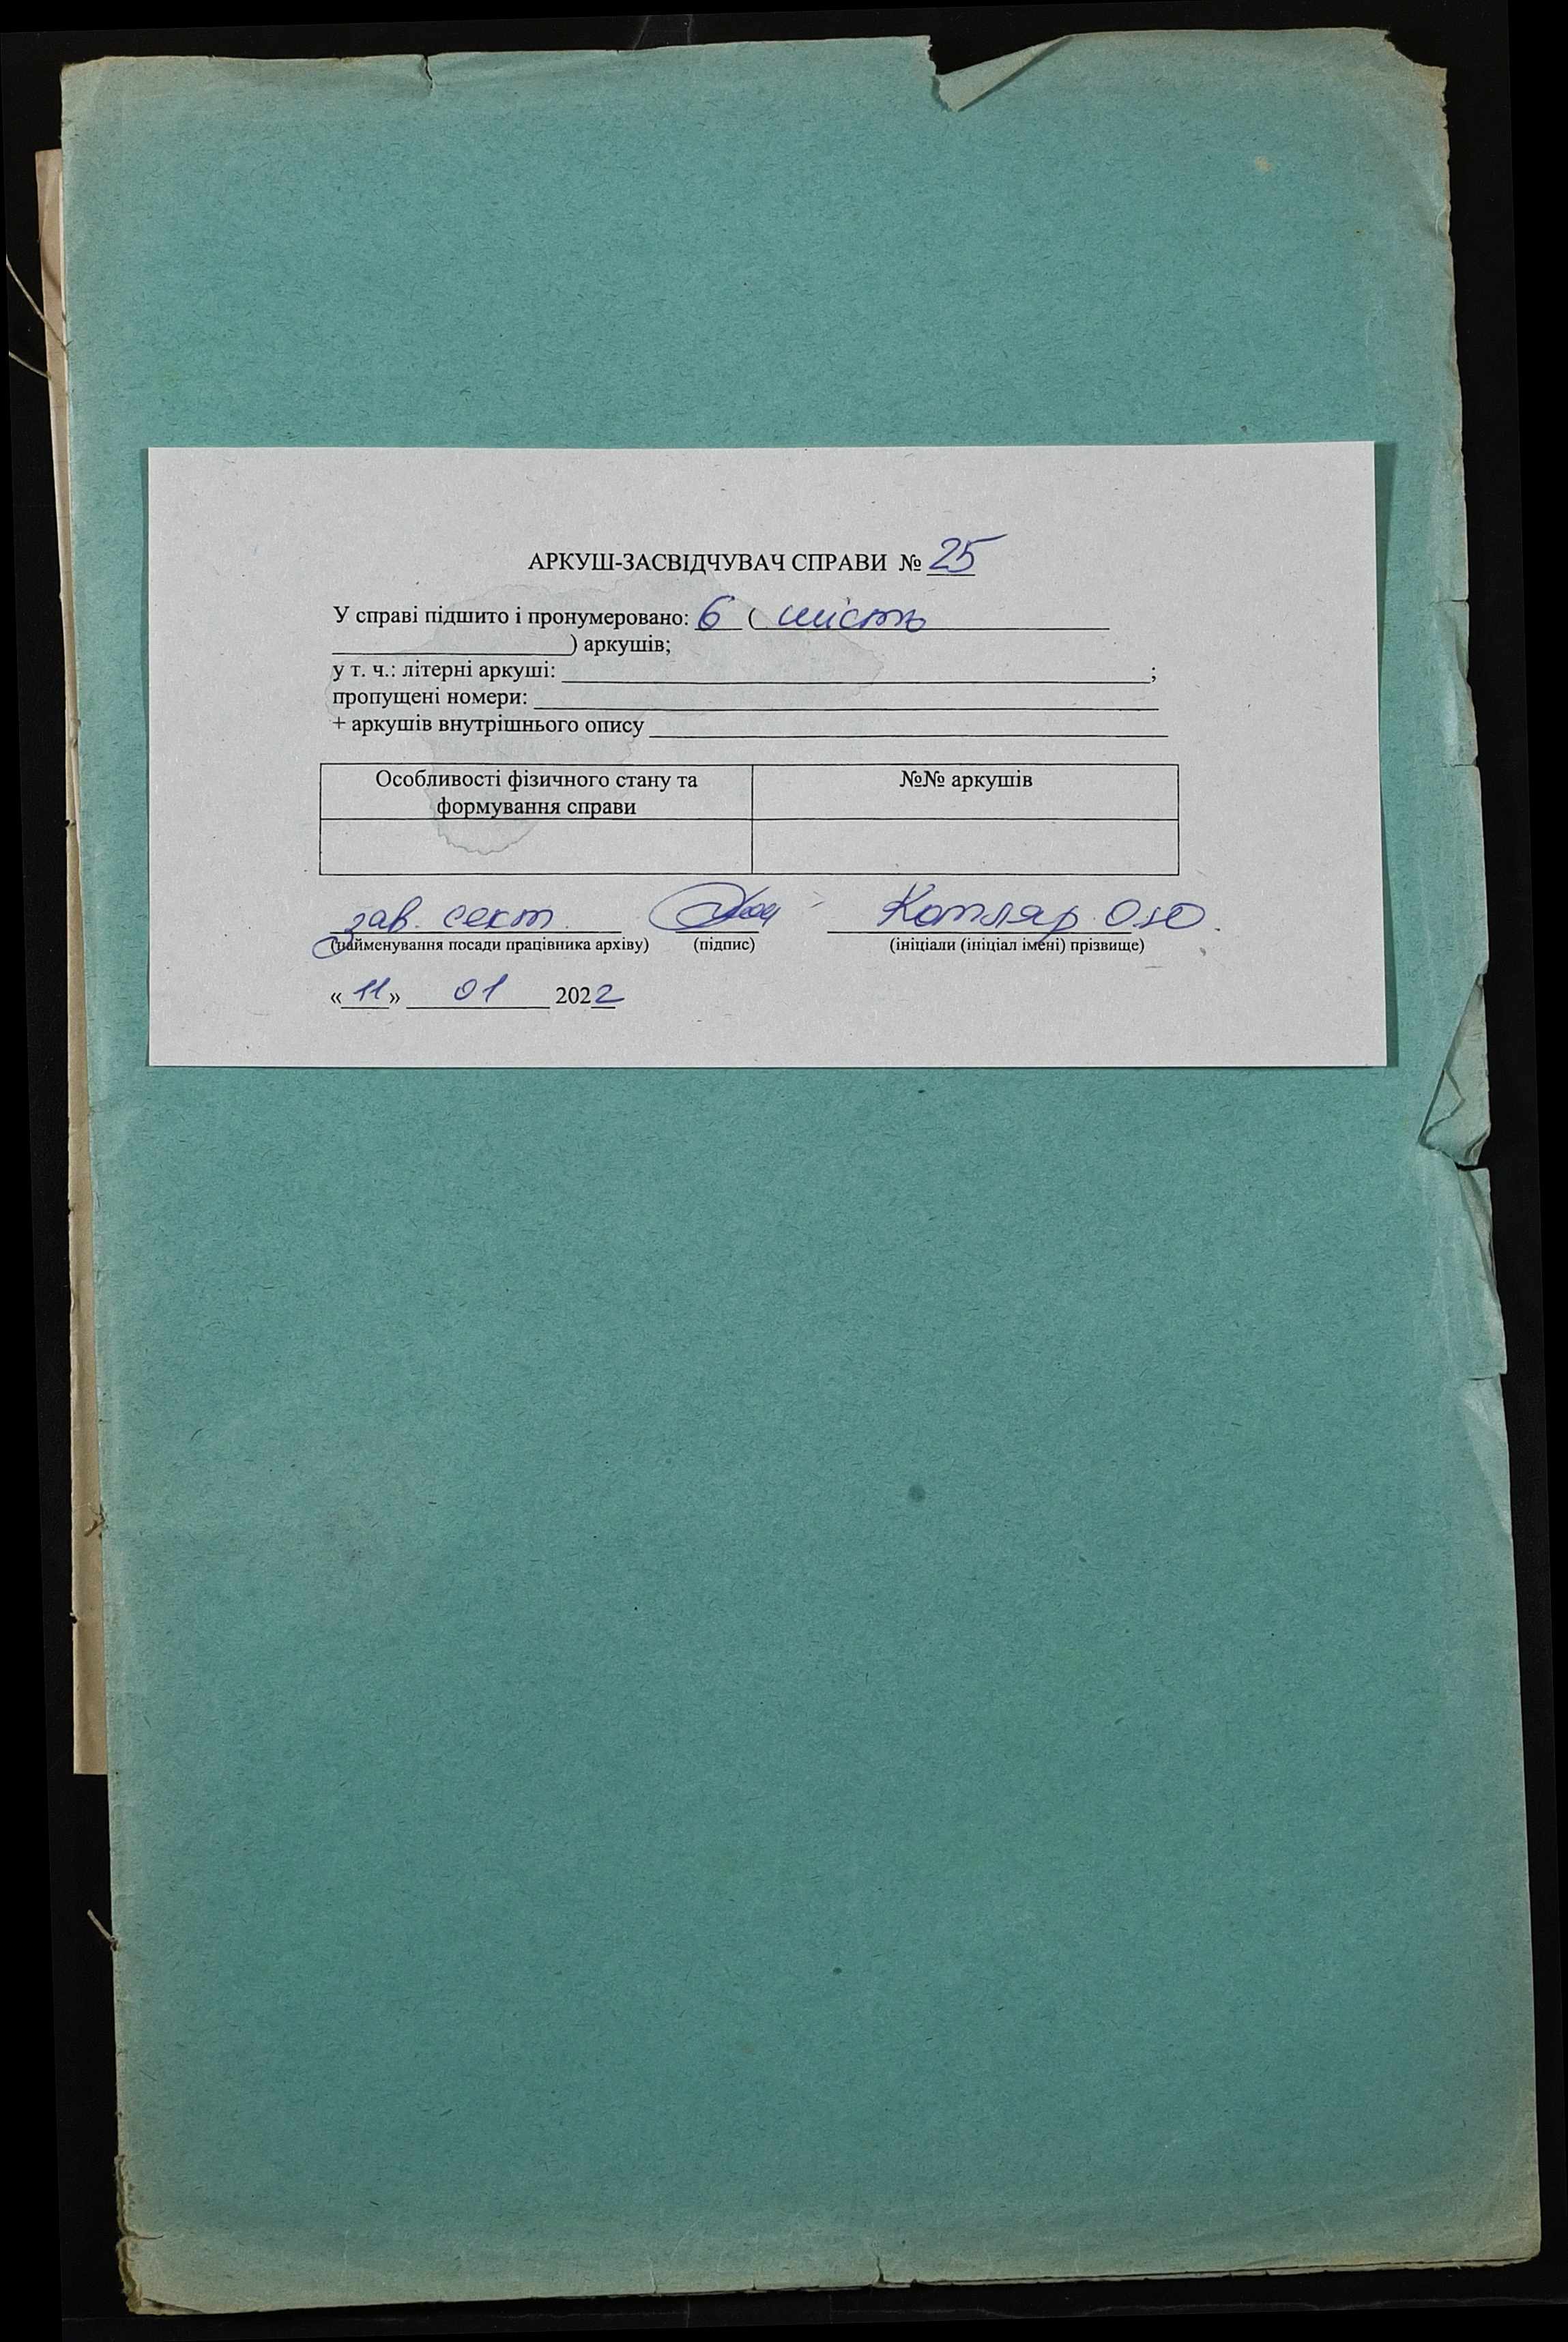 АРКУШ-ЗАСВІДЧУВАЧ СПРАВИ № 25
У справі підшито і пронумеровано: 6 ( шість
) аркушів;
у т. ч.: літерні аркуші: ;
пропущені номери:
+ аркушів внутрішнього опису
Особливості фізичного стану та формування справи №№ аркушів
зав. сект. Котляр О.Ю.
(найменування посади працівника архіву) (підпис) (ініціали (ініціал імені) прізвище)
« 11 » 01 2022